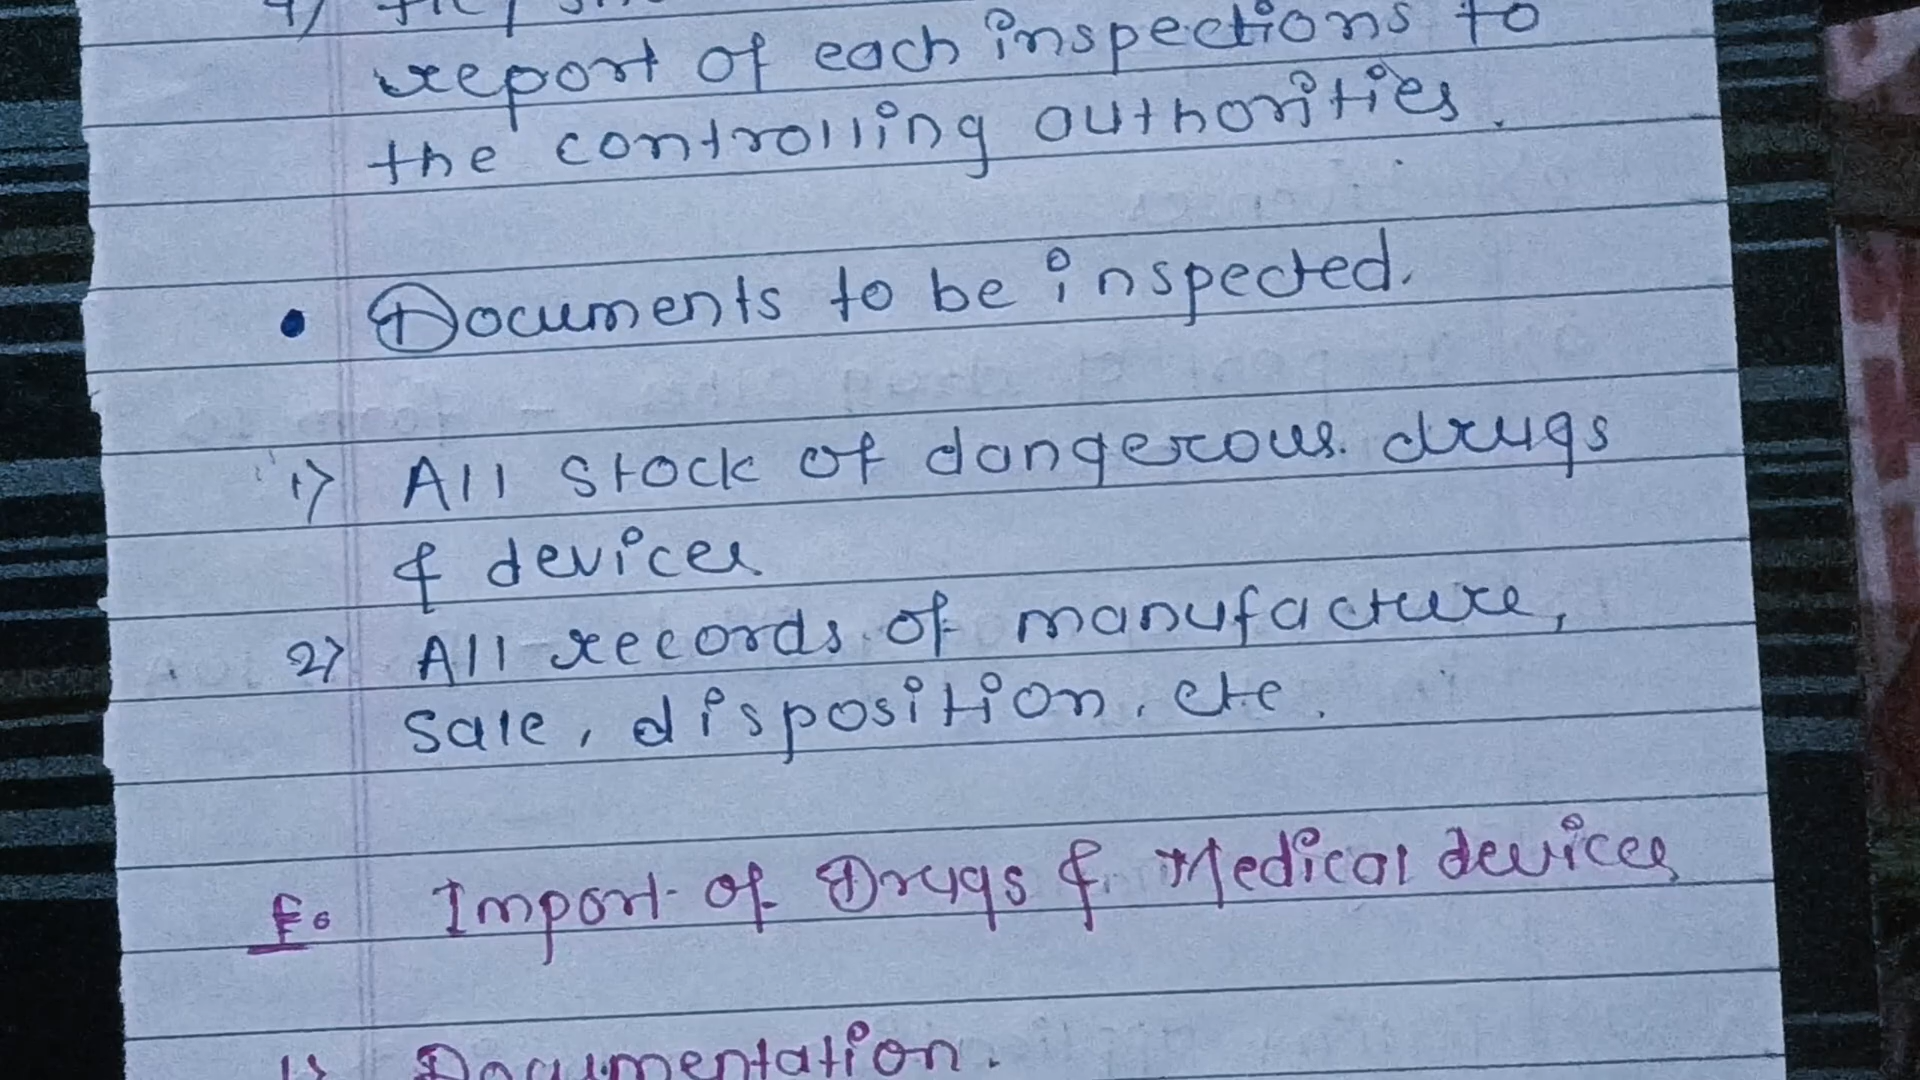 report of each inspections to
the controlling authorities.
• Documents to be inspected.
1) All stock of dangerous drugs
& devices
2) All records of manufacture,
sale, disposition, etc.
F. Import of Drugs & Medical devices
1) Documentation.